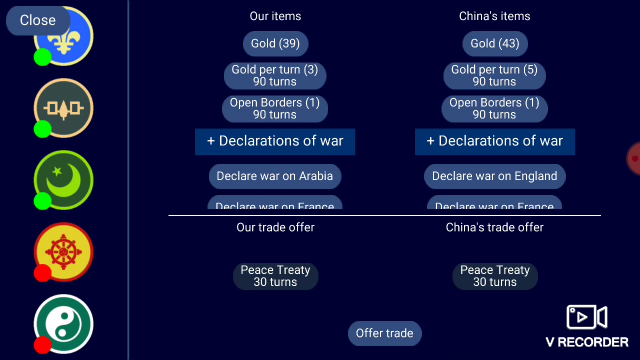 Close
Our items
China's items
Gold (39)
Gold (43)
Gold per turn (3)
90 turns
Gold per turn (5)
90 turns
Open Borders (1)
90 turns
Open Borders (1)
90 turns
+ Declarations of war
+ Declarations of war
Declare war on Arabia
Declare war on England
Declare war on France
Declare war on France
Our trade offer
China's trade offer
Peace Treaty
30 turns
Peace Treaty
30 turns
Offer trade
V RECORDER